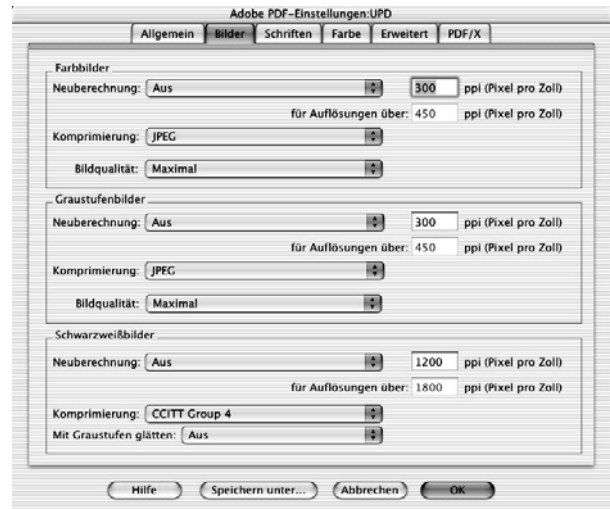 Adobe PDF-Einstellungen:UPD
Allgemein Bilder Schriften Farbe Erweitert PDF/X
Farbbilder
Neuberechnung: Aus 300 ppi (Pixel pro Zoll)
für Auflösungen über: 450 ppi (Pixel pro Zoll)
Komprimierung: JPEG
Bildqualität: Maximal
Graustufenbilder
Neuberechnung: Aus 300 ppi (Pixel pro Zoll)
für Auflösungen über: 450 ppi (Pixel pro Zoll)
Komprimierung: JPEG
Bildqualität: Maximal
Schwarzweißbilder
Neuberechnung: Aus 1200 ppi (Pixel pro Zoll)
für Auflösungen über: 1800 ppi (Pixel pro Zoll)
Komprimierung: CCITT Group 4
Mit Graustufen glätten: Aus
Hilfe Speichern unter... Abbrechen OK